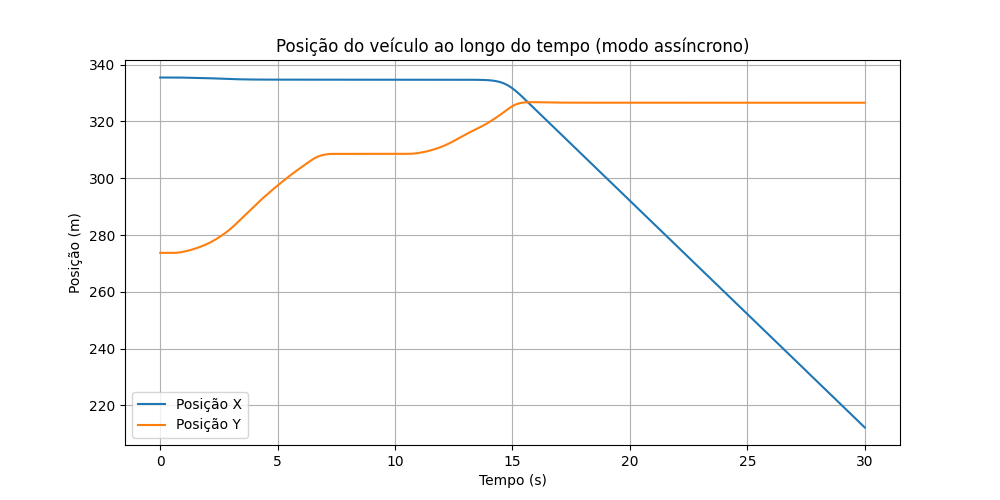 Posição do veículo ao longo do tempo (modo assíncrono)
Posição (m)
340
320
300
280
260
240
220
Posição X
Posição Y
0 5 10 15 20 25 30
Tempo (s)